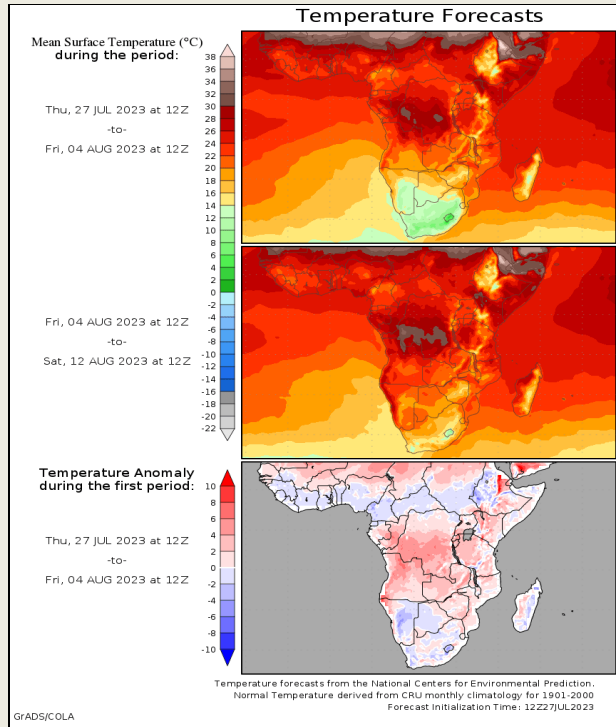 Temperature Forecasts
Mean Surface Temperature (°C)
during the period:
Thu, 27 JUL 2023 at 12Z
-to-
Fri, 04 AUG 2023 at 12Z
38
36
34
32
30
28
26
24
22
20
18
16
14
12
10
8
6
4
2
0
-2
-4
-6
-8
-10
-12
-14
-16
-18
-20
-22
Fri, 04 AUG 2023 at 12Z
-to-
Sat, 12 AUG 2023 at 12Z
Temperature Anomaly
during the first period:
Thu, 27 JUL 2023 at 12Z
-to-
Fri, 04 AUG 2023 at 12Z
10
8
6
4
2
0
-2
-4
-6
-8
-10
Temperature forecasts from the National Centers for Environmental Prediction.
Normal Temperature derived from CRU monthly climatology for 1901-2000
Forecast Initialization Time: 12Z27JUL2023
GrADS/COLA